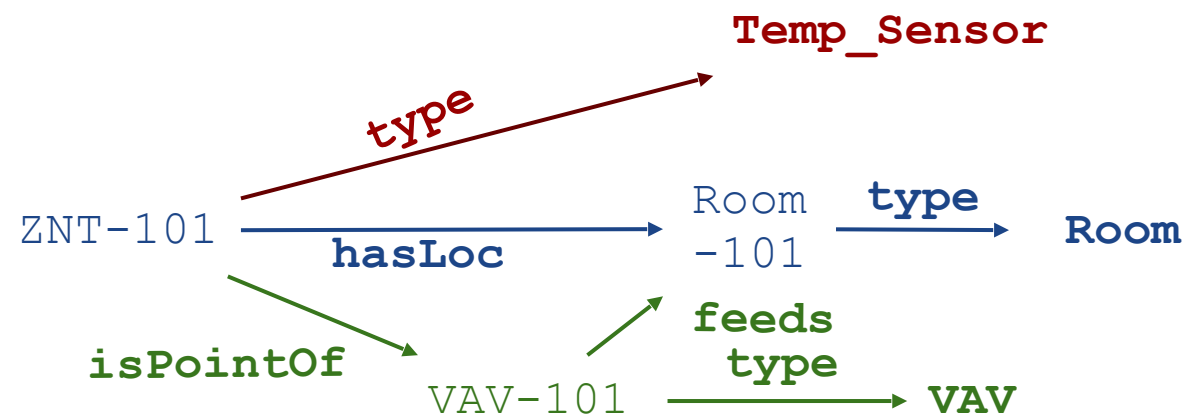 Temp_Sensor
type
ZNT-101
hasLoc
Room
-101
type
Room
isPointOf
feeds
type
VAV-101
VAV